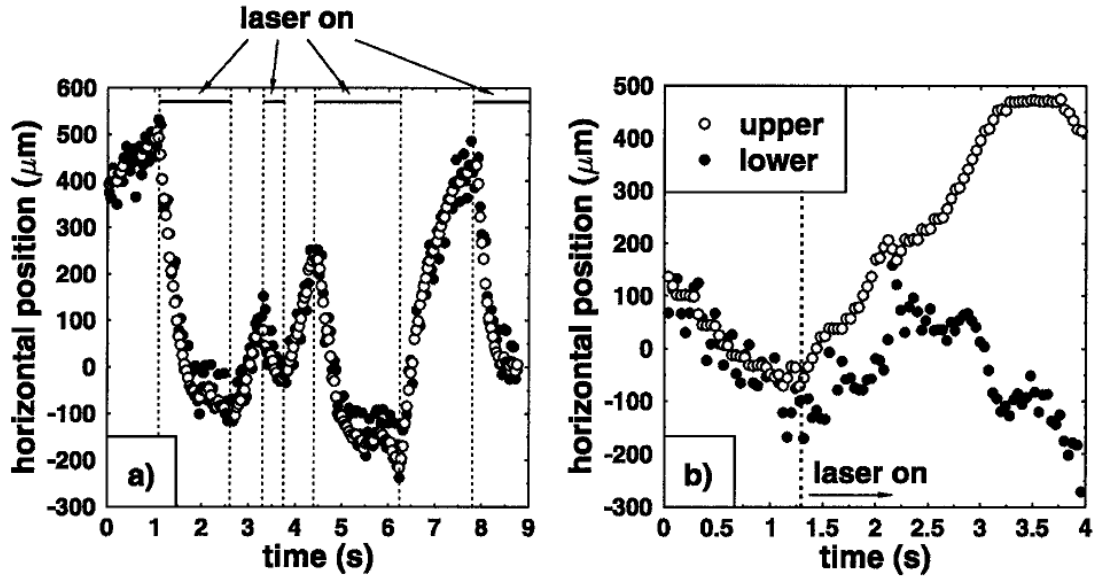 laser on
600
500
400
300
200
100
0
-100
-200
-300
0 1 2 3 4 5 6 7 8 9
horizontal position (μm)
time (s)
a)
500
400
300
200
100
0
-100
-200
-300
0 0.5 1 1.5 2 2.5 3 3.5 4
horizontal position (μm)
time (s)
upper
lower
b)
laser on